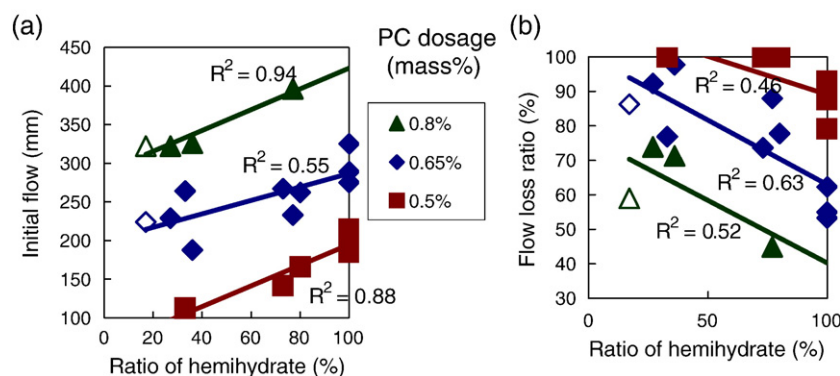 (a)
450
400
350
300
250
200
150
100
Initial flow (mm)
R² = 0.94
R² = 0.55
R² = 0.88
0 20 40 60 80 100
Ratio of hemihydrate (%)
PC dosage
(mass%)
0.8%
0.65%
0.5%
(b)
100
90
80
70
60
50
40
30
Flow loss ratio (%)
R² = 0.46
R² = 0.63
R² = 0.52
0 50 100
Ratio of hemihydrate (%)